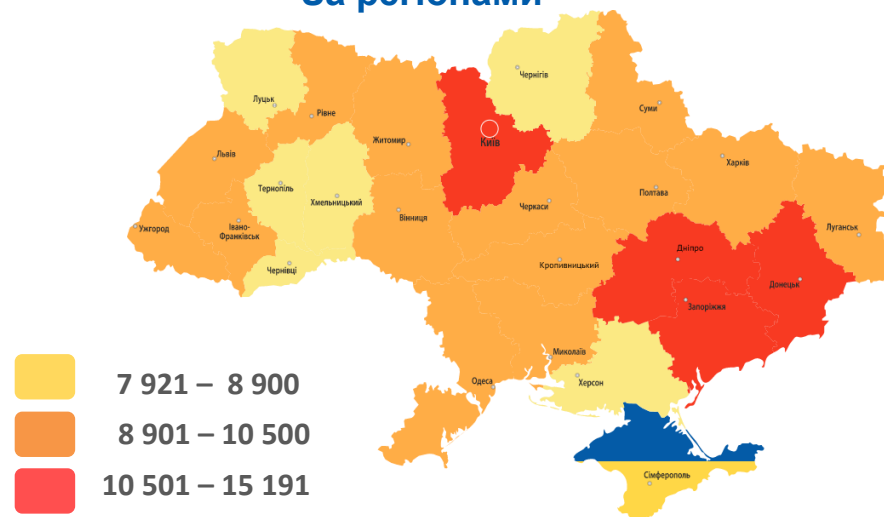 За регіонами
Чернігів
Луцьк
Рівне
Суми
Житомир
Київ
Львів
Харків
Тернопіль
Хмельницький
Полтава
Черкаси
Вінниця
Івано-
Франківськ
Ужгород
Луганськ
Дніпро
Чернівці
Кропивницький
Донецьк
Запоріжжя
Миколаїв
Одеса
Херсон
7 921 – 8 900
8 901 – 10 500
10 501 – 15 191
Сімферополь